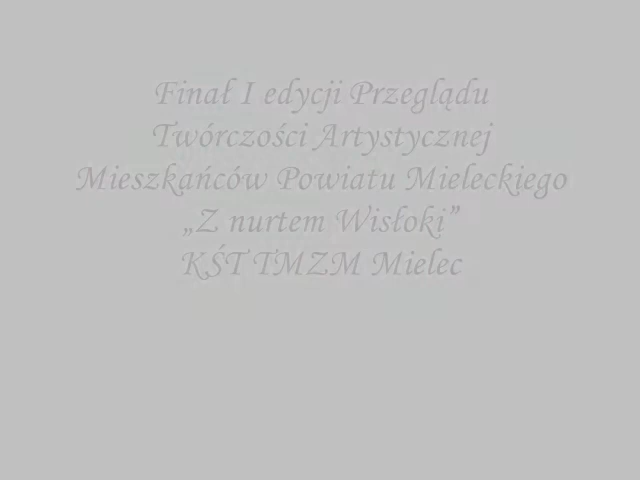 Finał I edycji Przeglądu
Twórczości Artystycznej
Mieszkańców Powiatu Mieleckiego
„Z nurtem Wisłoki”
KŚT TMZM Mielec